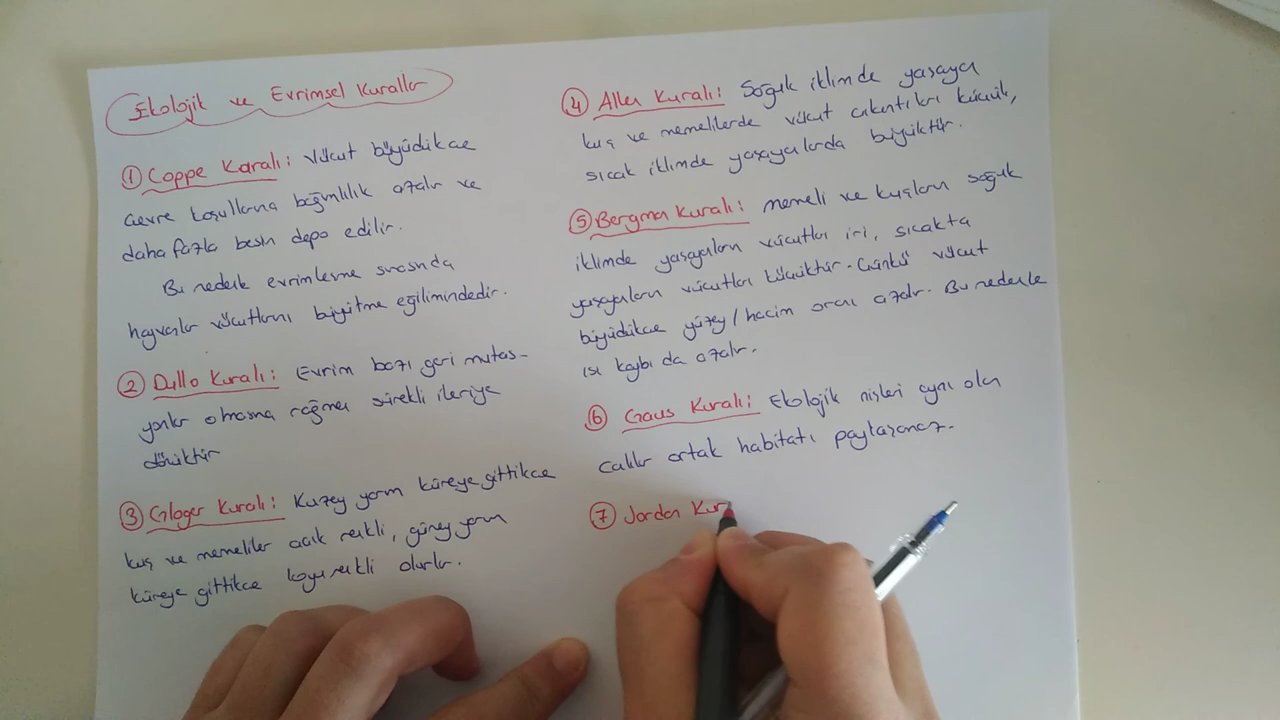 Ekolojik ve Evrimsel Kurallar
① Coppe Kuralı: Vücut büyüdükçe
çevre koşullarına bağımlılık azalır ve
daha fazla besin depo edilir.
Bu nedenle evrimleşme sırasında
hayvanlar vücutlarını büyütme eğilimindedir.
② Dollo Kuralı: Evrim bazı geri mutas-
yonlar olmasına rağmen sürekli ileriye
dönüktür
③ Gloger Kuralı: Kuzey yarım küreye gittikçe
kuş ve memeliler açık renkli, güney yarım
küreye gittikçe koyu renkli olurlar.
④ Allen Kuralı: Soğuk iklimde yaşayan
kuş ve memelilerde vücut çıkıntıları küçük,
sıcak iklimde yaşayanlarda büyüktür.
⑤ Bergman Kuralı: memeli ve kuşların soğuk
iklimde yaşayanların vücutları iri, sıcakta
yaşayanların vücutları küçüktür. Çünkü vücut
büyüdükçe yüzey/hacim oranı azalır. Bu nedenle
ısı kaybı da azalır.
⑥ Gaus Kuralı: Ekolojik nişleri aynı olan
canlılar ortak habitatı paylaşamaz.
⑦ Jordan Kur